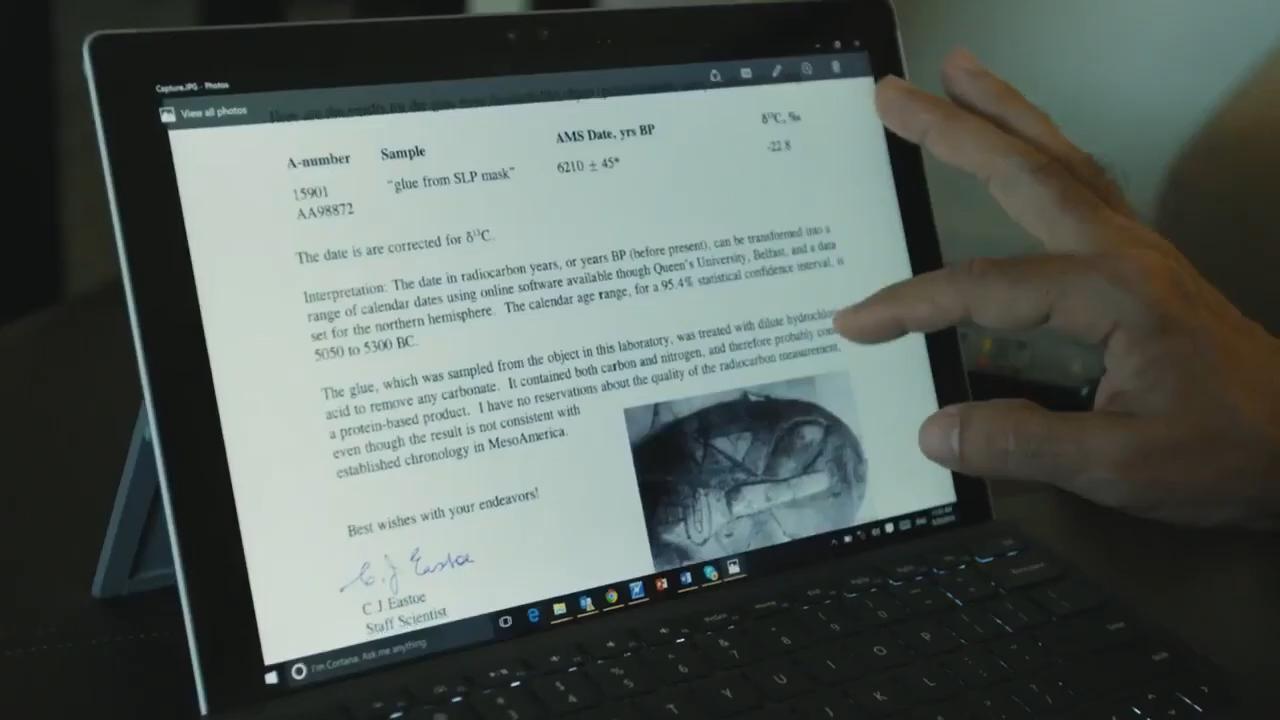 Capture.JPG - Photos
View all photos
A-number Sample AMS Date, yrs BP δ¹³C, ‰
15901 "glue from SLP mask" 6210 ± 45* -22.8
AA98872
The date is are corrected for δ¹³C.
Interpretation: The date in radiocarbon years, or years BP (before present), can be transformed into a
range of calendar dates using online software available though Queen's University, Belfast, and a data
set for the northern hemisphere. The calendar age range, for a 95.4% statistical confidence interval, is
5050 to 5300 BC.
The glue, which was sampled from the object in this laboratory, was treated with dilute
acid to remove any carbonate. It contained both carbon and nitrogen, and therefore probably
a protein-based product. I have no reservations about the quality of the radiocarbon measurement,
even though the result is not consistent with
established chronology in MesoAmerica.
Best wishes with your endeavors!
C. J. Eastoe
C.J. Eastoe
Staff Scientist
I'm Cortana. Ask me anything.